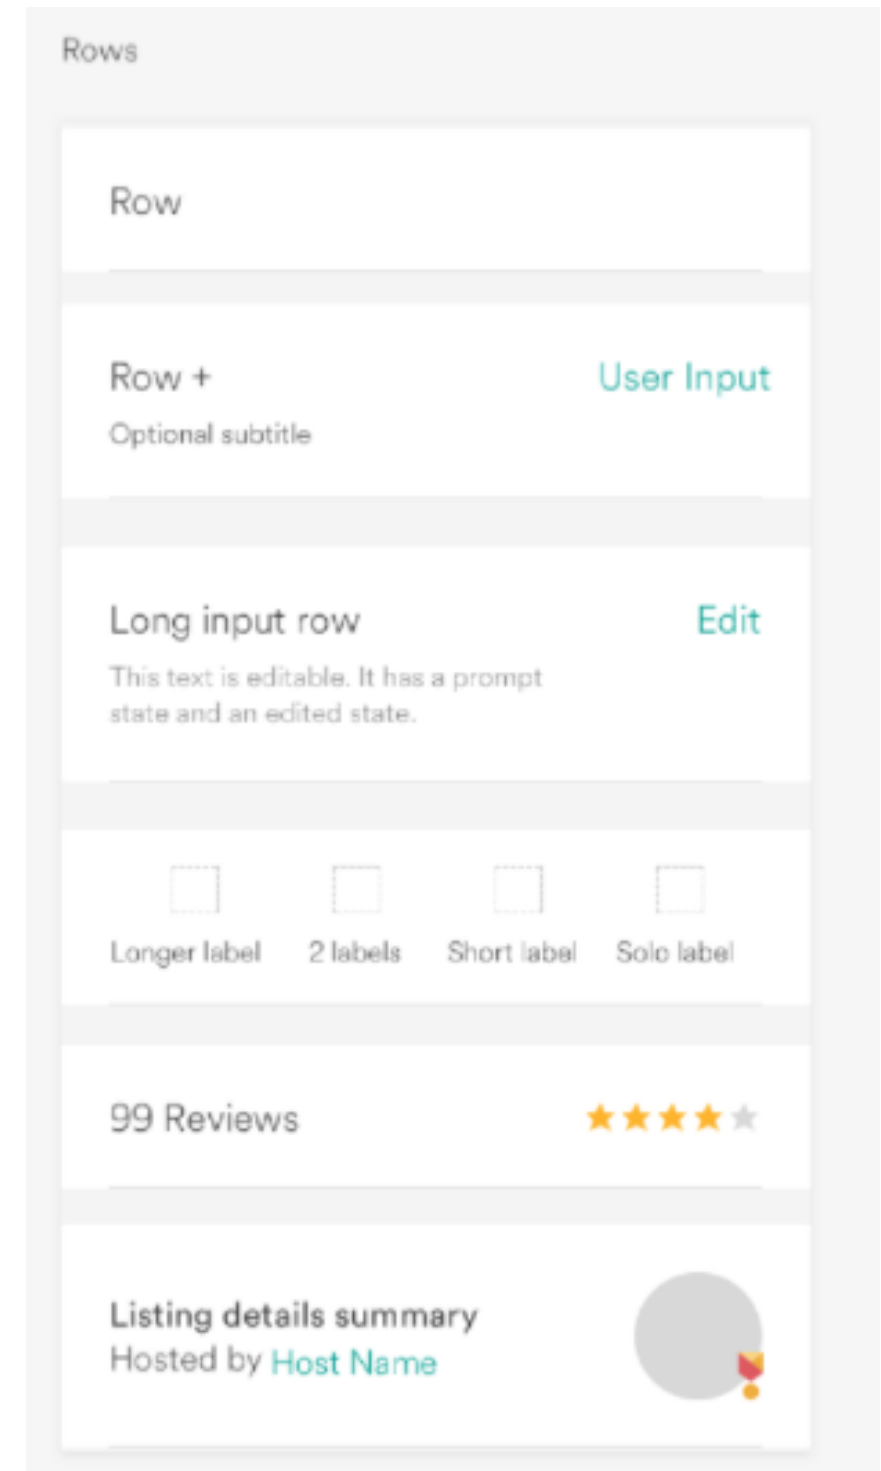 Rows
Row
Row + User Input
Optional subtitle
Long input row Edit
This text is editable. It has a prompt
state and an edited state.
Longer label 2 labels Short label Solo label
99 Reviews
Listing details summary
Hosted by Host Name